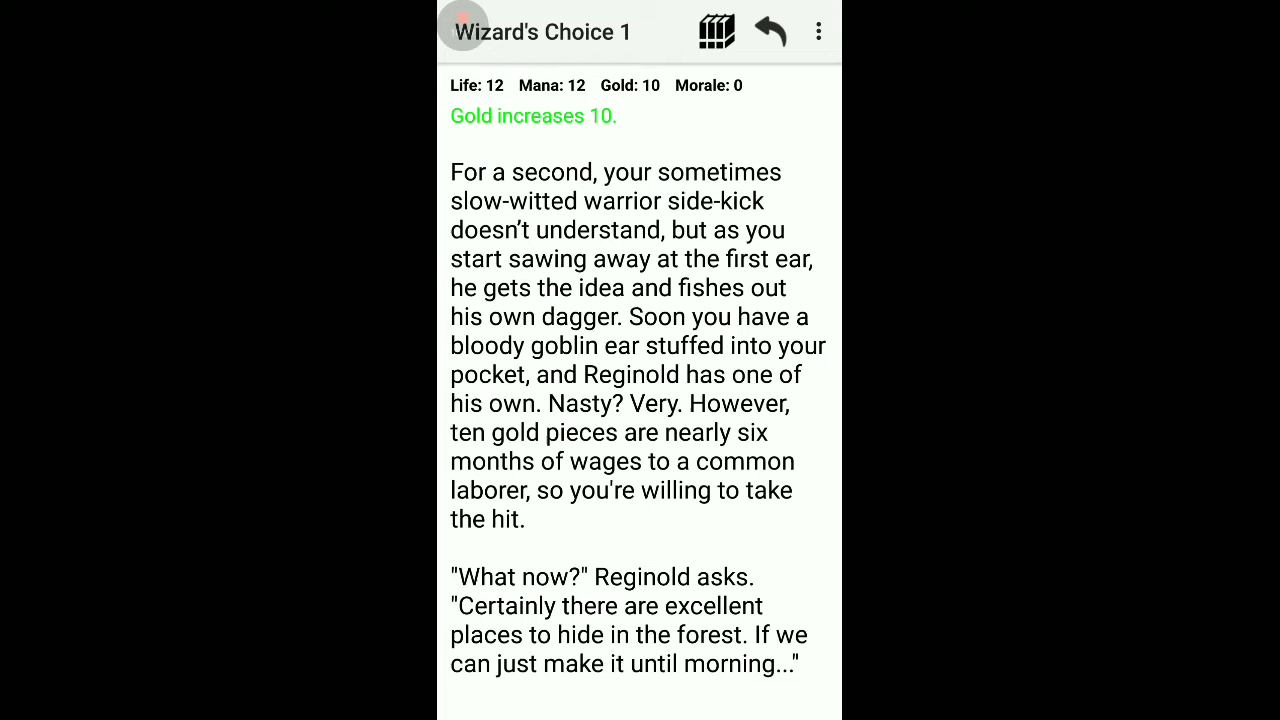 Wizard's Choice 1
Life: 12 Mana: 12 Gold: 10 Morale: 0
Gold increases 10.
For a second, your sometimes
slow-witted warrior side-kick
doesn’t understand, but as you
start sawing away at the first ear,
he gets the idea and fishes out
his own dagger. Soon you have a
bloody goblin ear stuffed into your
pocket, and Reginold has one of
his own. Nasty? Very. However,
ten gold pieces are nearly six
months of wages to a common
laborer, so you're willing to take
the hit.
"What now?" Reginold asks.
"Certainly there are excellent
places to hide in the forest. If we
can just make it until morning..."